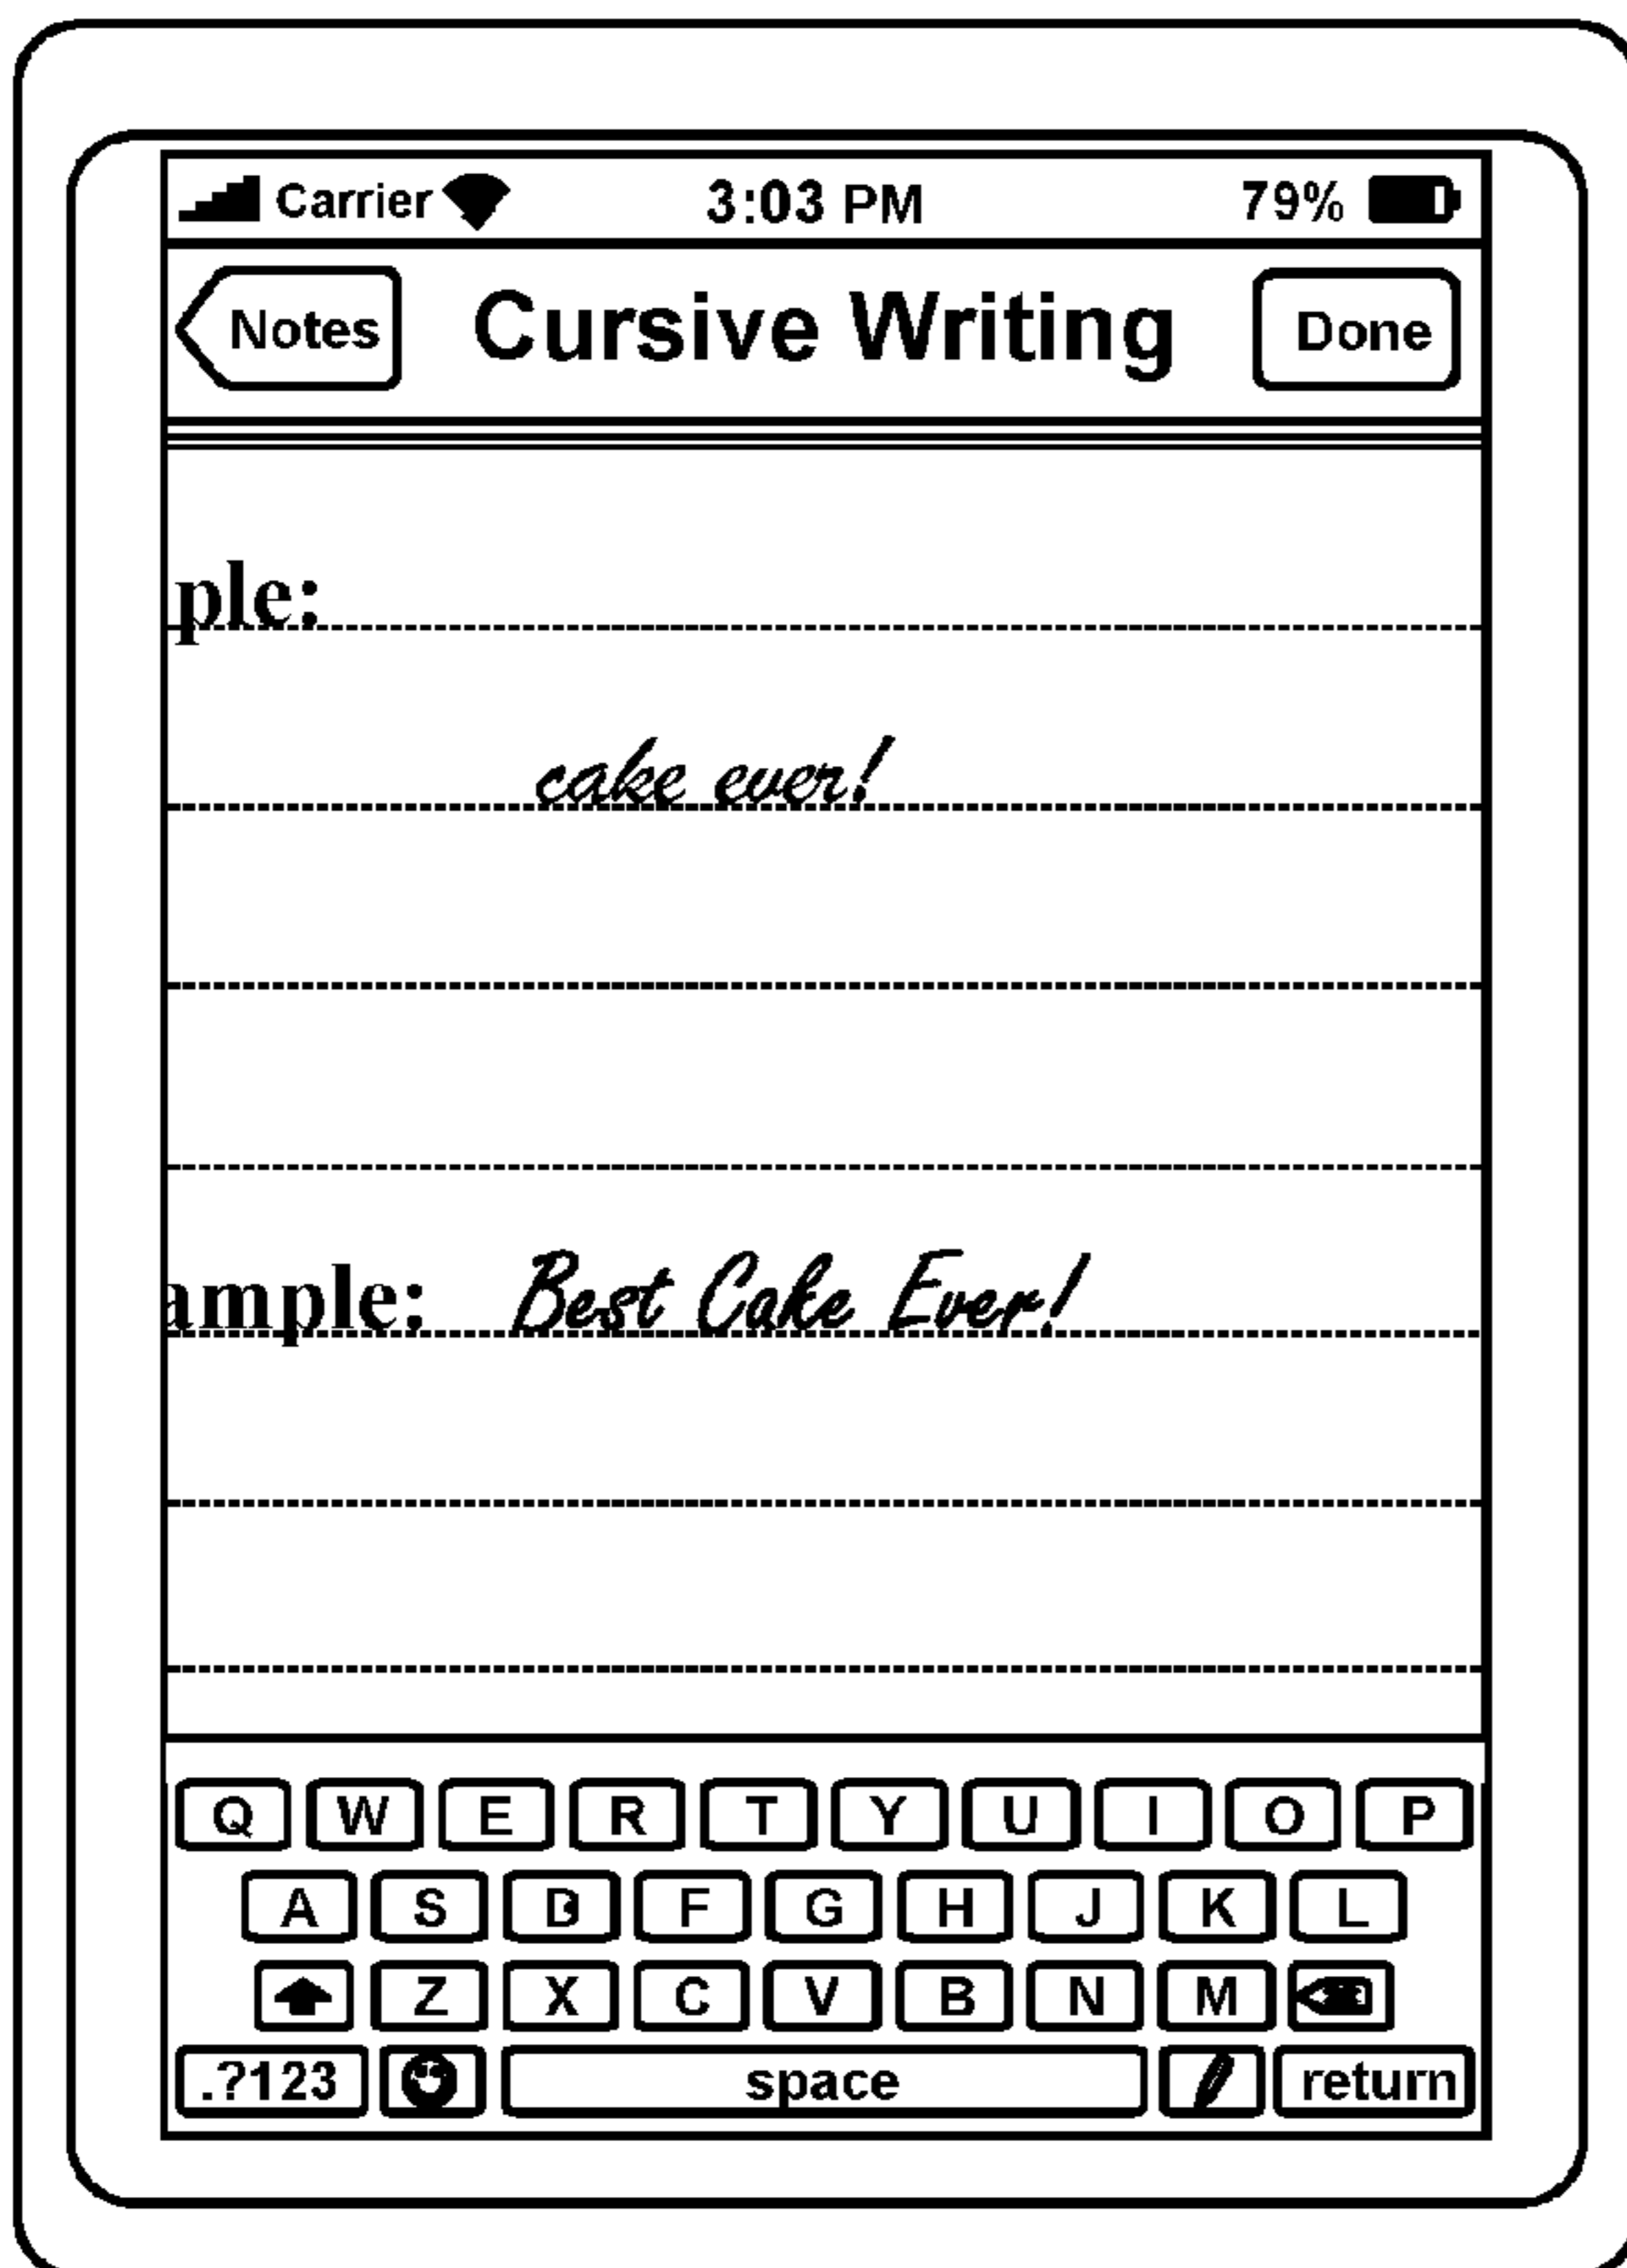 Carrier 3:03 PM 79%
Notes Cursive Writing Done
ple:
cake ever!
ample: Best Cake Ever!
Q W E R T Y U I O P
A S D F G H J K L
Z X C V B N M
.?123 space return